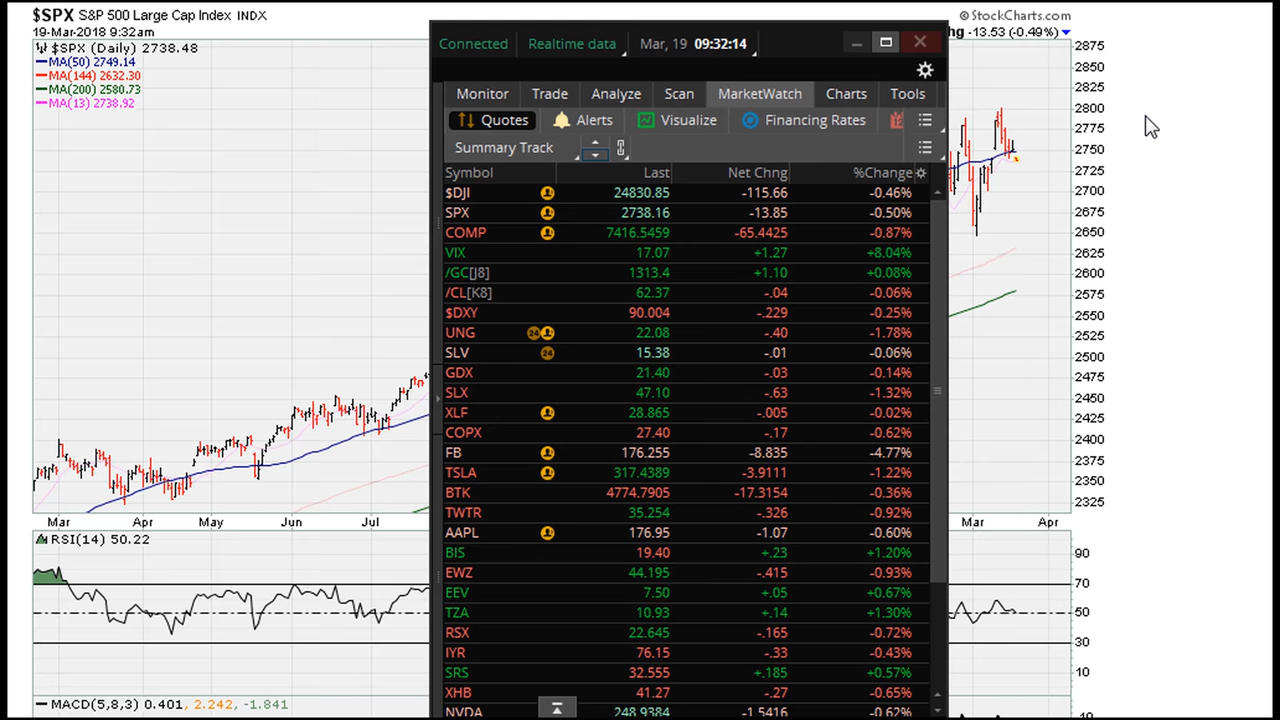 $SPX S&P 500 Large Cap Index INDX
© StockCharts.com
19-Mar-2018 9:32am
hg -13.53 (-0.49%)
$SPX (Daily) 2738.48
MA(50) 2749.14
MA(144) 2632.30
MA(200) 2580.73
MA(13) 2738.92
Connected Realtime data Mar, 19 09:32:14
Monitor Trade Analyze Scan MarketWatch Charts Tools
Quotes Alerts Visualize Financing Rates
Summary Track
Symbol Last Net Chng %Change
$DJI 24830.85 -115.66 -0.46%
SPX 2738.16 -13.85 -0.50%
COMP 7416.5459 -65.4425 -0.87%
VIX 17.07 +1.27 +8.04%
/GC[J8] 1313.4 +1.10 +0.08%
/CL[K8] 62.37 -.04 -0.06%
$DXY 90.004 -.229 -0.25%
UNG 24 22.08 -.40 -1.78%
SLV 24 15.38 -.01 -0.06%
GDX 21.40 -.03 -0.14%
SLX 47.10 -.63 -1.32%
XLF 28.865 -.005 -0.02%
COPX 27.40 -.17 -0.62%
FB 176.255 -8.835 -4.77%
TSLA 317.4389 -3.9111 -1.22%
BTK 4774.7905 -17.3154 -0.36%
TWTR 35.254 -.326 -0.92%
AAPL 176.95 -1.07 -0.60%
BIS 19.40 +.23 +1.20%
EWZ 44.195 -.415 -0.93%
EEV 7.50 +.05 +0.67%
TZA 10.93 +.14 +1.30%
RSX 22.645 -.165 -0.72%
IYR 76.15 -.33 -0.43%
SRS 32.555 +.185 +0.57%
XHB 41.27 -.27 -0.65%
NVDA 248.9384 -1.5416 -0.62%
2875
2850
2825
2800
2775
2750
2725
2700
2675
2650
2625
2600
2575
2550
2525
2500
2475
2450
2425
2400
2375
2350
2325
Mar Apr May Jun Jul Mar Apr
RSI(14) 50.22
90
70
50
30
10
MACD(5,8,3) 0.401, 2.242, -1.841